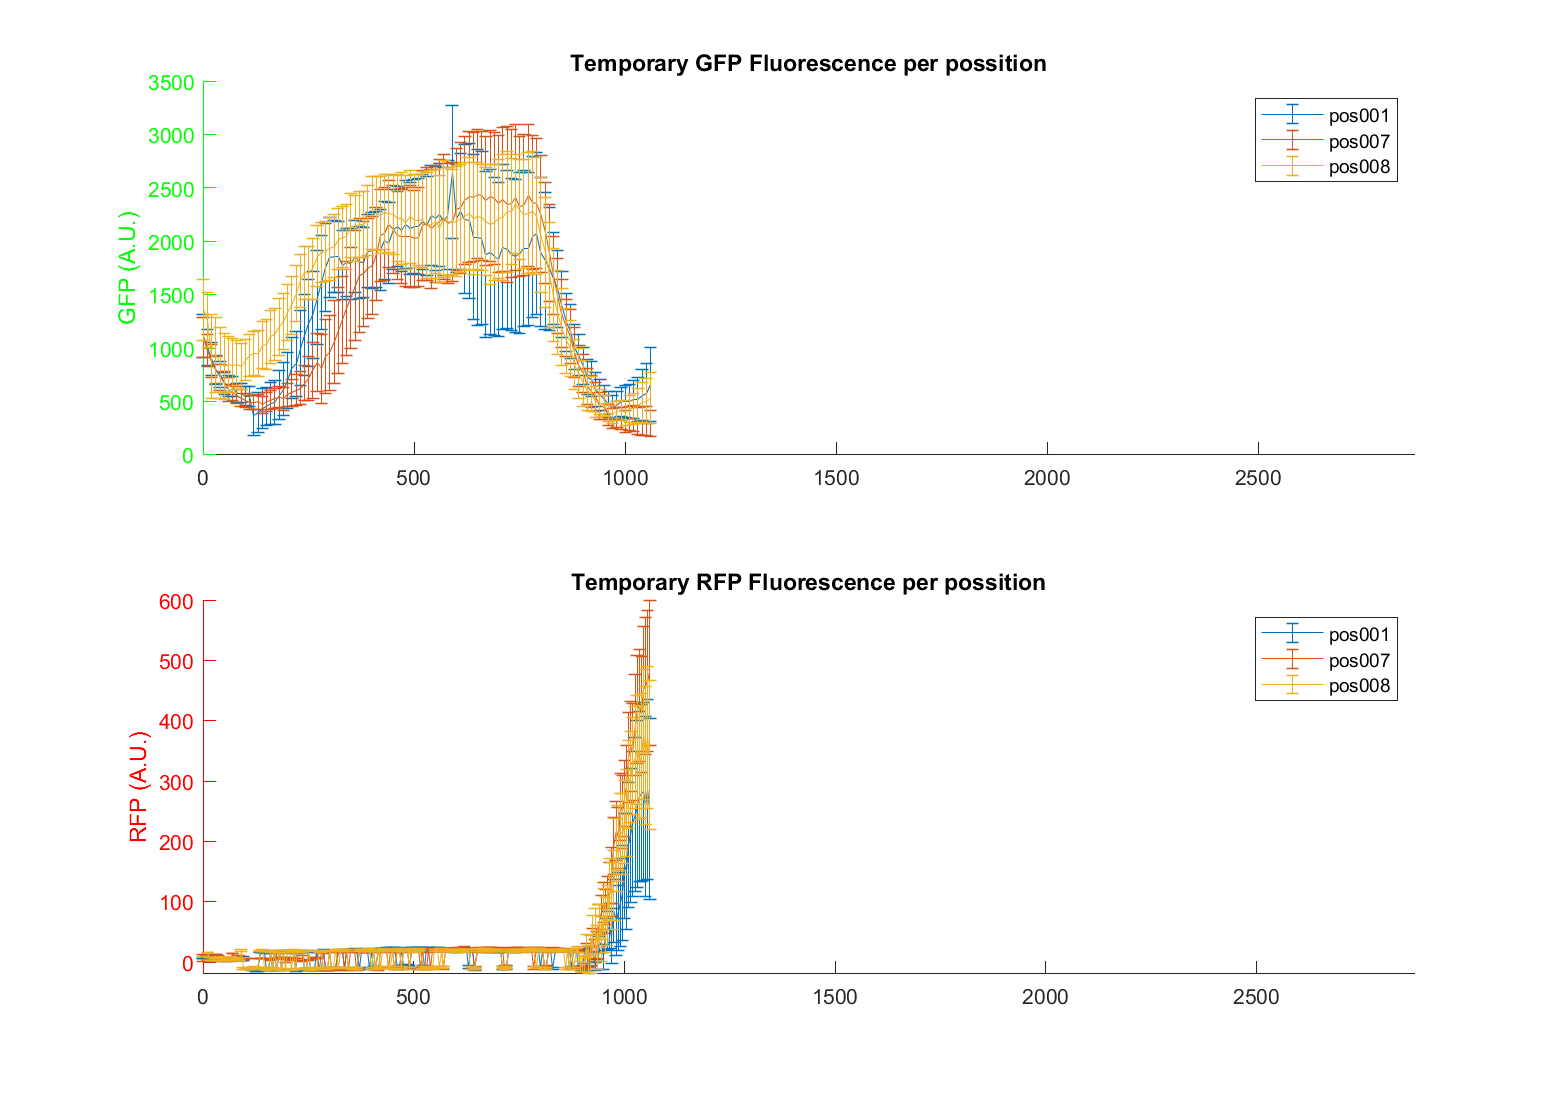 Temporary GFP Fluorescence per possition
3500
3000
2500
2000
1500
1000
500
0
GFP (A.U.)
0 500 1000 1500 2000 2500
pos001
pos007
pos008
Temporary RFP Fluorescence per possition
600
500
400
300
200
100
0
RFP (A.U.)
0 500 1000 1500 2000 2500
pos001
pos007
pos008